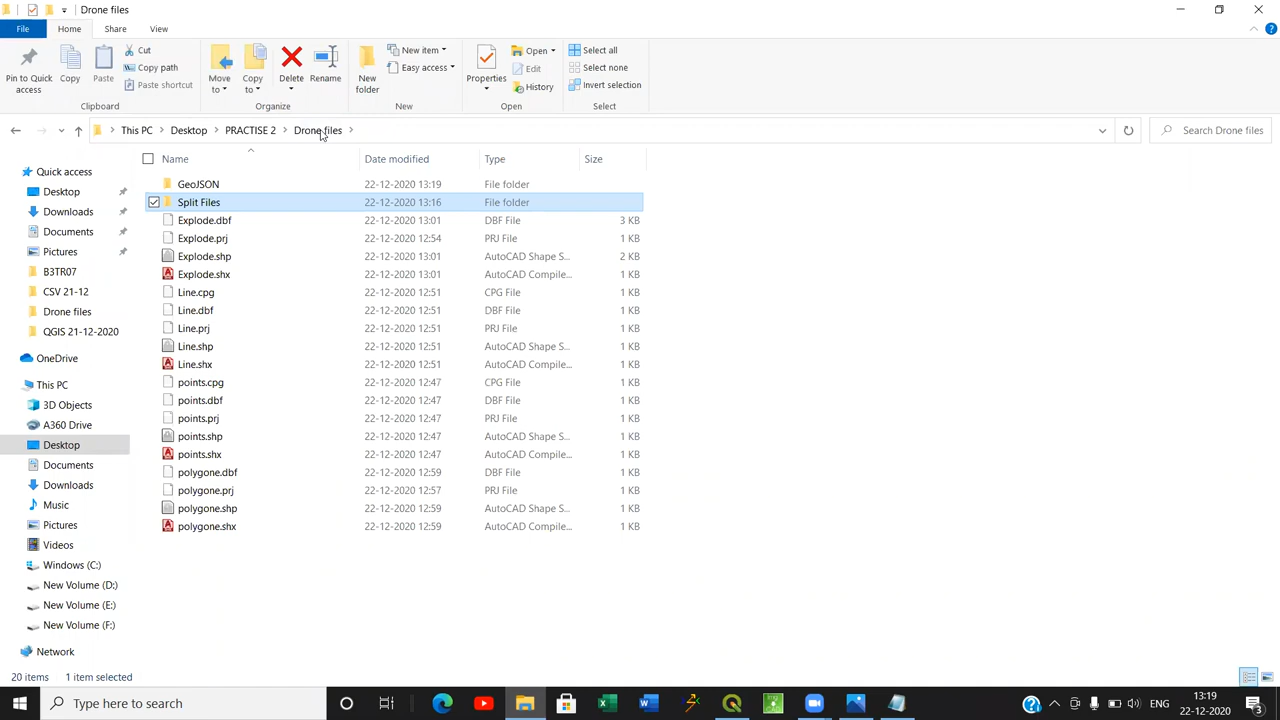 Drone files
File Home Share View
Pin to Quick access
Copy
Paste
Cut
Copy path
Paste shortcut
Clipboard
Move to
Copy to
Delete
Rename
Organize
New folder
New item
Easy access
New
Properties
Open
Edit
History
Open
Select all
Select none
Invert selection
Select
This PC > Desktop > PRACTISE 2 > Drone files >
Search Drone files
Name Date modified Type Size
Quick access
Desktop
Downloads
Documents
Pictures
B3TR07
CSV 21-12
Drone files
QGIS 21-12-2020
OneDrive
This PC
3D Objects
A360 Drive
Desktop
Documents
Downloads
Music
Pictures
Videos
Windows (C:)
New Volume (D:)
New Volume (E:)
New Volume (F:)
Network
GeoJSON 22-12-2020 13:19 File folder
Split Files 22-12-2020 13:16 File folder
Explode.dbf 22-12-2020 13:01 DBF File 3 KB
Explode.prj 22-12-2020 12:54 PRJ File 1 KB
Explode.shp 22-12-2020 13:01 AutoCAD Shape S... 2 KB
Explode.shx 22-12-2020 13:01 AutoCAD Compile... 1 KB
Line.cpg 22-12-2020 12:51 CPG File 1 KB
Line.dbf 22-12-2020 12:51 DBF File 1 KB
Line.prj 22-12-2020 12:51 PRJ File 1 KB
Line.shp 22-12-2020 12:51 AutoCAD Shape S... 1 KB
Line.shx 22-12-2020 12:51 AutoCAD Compile... 1 KB
points.cpg 22-12-2020 12:47 CPG File 1 KB
points.dbf 22-12-2020 12:47 DBF File 1 KB
points.prj 22-12-2020 12:47 PRJ File 1 KB
points.shp 22-12-2020 12:47 AutoCAD Shape S... 1 KB
points.shx 22-12-2020 12:47 AutoCAD Compile... 1 KB
polygone.dbf 22-12-2020 12:59 DBF File 1 KB
polygone.prj 22-12-2020 12:57 PRJ File 1 KB
polygone.shp 22-12-2020 12:59 AutoCAD Shape S... 1 KB
polygone.shx 22-12-2020 12:59 AutoCAD Compile... 1 KB
20 items 1 item selected
Type here to search
ENG
13:19
22-12-2020
3